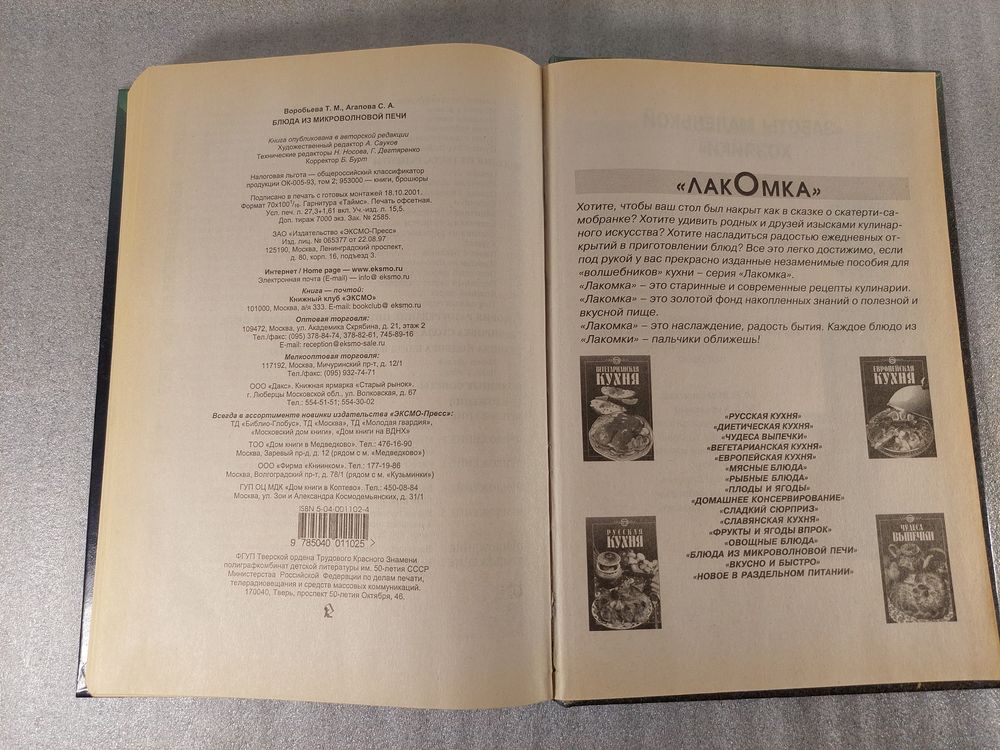 Воробьева Т. М., Агапова С. А.
БЛЮДА ИЗ МИКРОВОЛНОВОЙ ПЕЧИ
Книга опубликована в авторской редакции
Художественный редактор А. Сауков
Технические редакторы Н. Носова, Г. Дегтяренко
Корректор Б. Бурт
Налоговая льгота — общероссийский классификатор
продукции ОК-005-93, том 2; 953000 — книги, брошюры
Подписано в печать с готовых монтажей 18.10.2001.
Формат 70х100 1/16. Гарнитура «Таймс». Печать офсетная.
Усл. печ. л. 27,3+1,61 вкл. Уч.-изд. л. 15,5.
Доп. тираж 7000 экз. Зак. № 2585.
ЗАО «Издательство «ЭКСМО-Пресс»
Изд. лиц. № 065377 от 22.08.97
125190, Москва, Ленинградский проспект,
д. 80, корп. 16, подъезд 3.
Интернет / Home page — www.eksmo.ru
Электронная почта (E-mail) — info@ eksmo.ru
Книга — почтой:
Книжный клуб «ЭКСМО»
101000, Москва, а/я 333. E-mail: bookclub@ eksmo.ru
Оптовая торговля:
109472, Москва, ул. Академика Скрябина, д. 21, этаж 2
Тел./факс: (095) 378-84-74, 378-82-61, 745-89-16
E-mail: reception@eksmo-sale.ru
Мелкооптовая торговля:
117192, Москва, Мичуринский пр-т, д. 12/1
Тел./факс: (095) 932-74-71
ООО «Дакс». Книжная ярмарка «Старый рынок».
г. Люберцы Московской обл., ул. Волковская, д. 67
Тел.: 554-51-51; 554-30-02
Всегда в ассортименте новинки издательства «ЭКСМО-Пресс»:
ТД «Библио-Глобус», ТД «Москва», ТД «Молодая гвардия»,
«Московский дом книги», «Дом книги на ВДНХ»
ТОО «Дом книги в Медведково». Тел.: 476-16-90
Москва, Заревый пр-д, д. 12 (рядом с м. «Медведково»)
ООО «Фирма «Книинком». Тел.: 177-19-86
Москва, Волгоградский пр-т, д. 78/1 (рядом с м. «Кузьминки»)
ГУП ОЦ МДК «Дом книги в Коптево». Тел.: 450-08-84
Москва, ул. Зои и Александра Космодемьянских, д. 31/1
ISBN 5-04-001102-4
9 785040 011025 >
ФГУП Тверской ордена Трудового Красного Знамени
полиграфкомбинат детской литературы им. 50-летия СССР
Министерства Российской Федерации по делам печати,
телерадиовещания и средств массовых коммуникаций.
170040, Тверь, проспект 50-летия Октября, 46.
«ЛАКОМКА»
Хотите, чтобы ваш стол был накрыт как в сказке о скатерти-са-
мобранке? Хотите удивить родных и друзей изысками кулинар-
ного искусства? Хотите насладиться радостью ежедневных от-
крытий в приготовлении блюд? Все это легко достижимо, если
под рукой у вас прекрасно изданные незаменимые пособия для
«волшебников» кухни – серия «Лакомка».
«Лакомка» – это старинные и современные рецепты кулинарии.
«Лакомка» – это золотой фонд накопленных знаний о полезной и
вкусной пище.
«Лакомка» – это наслаждение, радость бытия. Каждое блюдо из
«Лакомки» – пальчики оближешь!
ВЕГЕТАРИАНСКАЯ
КУХНЯ
ЕВРОПЕЙСКАЯ
КУХНЯ
«РУССКАЯ КУХНЯ»
«ДИЕТИЧЕСКАЯ КУХНЯ»
«ЧУДЕСА ВЫПЕЧКИ»
«ВЕГЕТАРИАНСКАЯ КУХНЯ»
«ЕВРОПЕЙСКАЯ КУХНЯ»
«МЯСНЫЕ БЛЮДА»
«РЫБНЫЕ БЛЮДА»
«ПЛОДЫ И ЯГОДЫ»
«ДОМАШНЕЕ КОНСЕРВИРОВАНИЕ»
«СЛАДКИЙ СЮРПРИЗ»
«СЛАВЯНСКАЯ КУХНЯ»
«ФРУКТЫ И ЯГОДЫ ВПРОК»
«ОВОЩНЫЕ БЛЮДА»
«БЛЮДА ИЗ МИКРОВОЛНОВОЙ ПЕЧИ»
«ВКУСНО И БЫСТРО»
«НОВОЕ В РАЗДЕЛЬНОМ ПИТАНИИ»
РУССКАЯ
КУХНЯ
ЧУДЕСА
ВЫПЕЧКИ